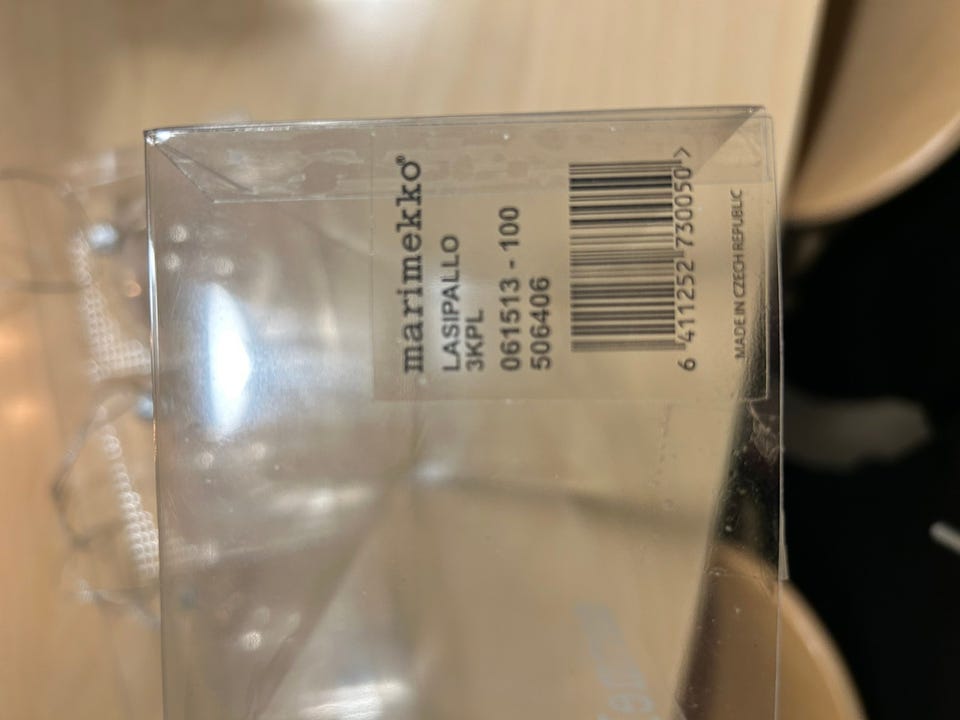 marimekko®
LASIPALLO
3KPL
061513 - 100
506406
6 411252 730050 >
MADE IN CZECH REPUBLIC